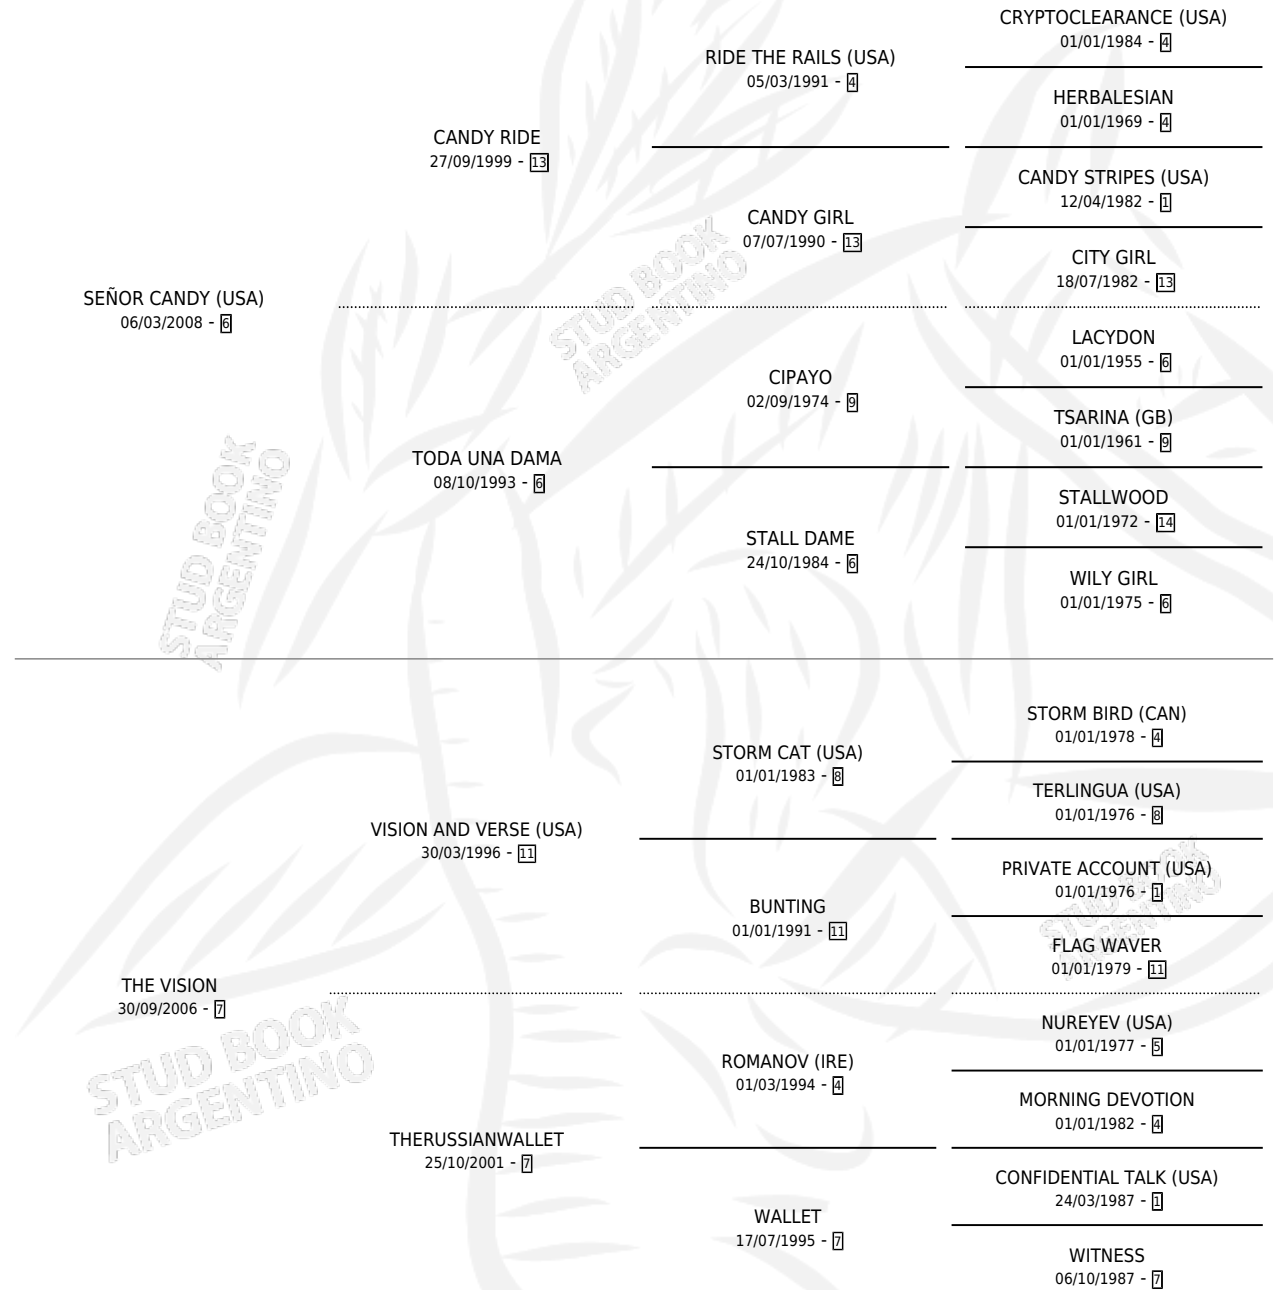 CRYPTOCLEARANCE (USA)
01/01/1984 - 4
RIDE THE RAILS (USA)
05/03/1991 - 4
HERBALESIAN
01/01/1969 - 4
CANDY RIDE
27/09/1999 - 13
CANDY STRIPES (USA)
12/04/1982 - 1
CANDY GIRL
07/07/1990 - 13
CITY GIRL
18/07/1982 - 13
SEÑOR CANDY (USA)
06/03/2008 - 6
LACYDON
01/01/1955 - 6
CIPAYO
02/09/1974 - 9
TSARINA (GB)
01/01/1961 - 9
TODA UNA DAMA
08/10/1993 - 6
STALLWOOD
01/01/1972 - 14
STALL DAME
24/10/1984 - 6
WILY GIRL
01/01/1975 - 6
STORM BIRD (CAN)
01/01/1978 - 4
STORM CAT (USA)
01/01/1983 - 8
TERLINGUA (USA)
01/01/1976 - 8
VISION AND VERSE (USA)
30/03/1996 - 11
PRIVATE ACCOUNT (USA)
01/01/1976 - 1
BUNTING
01/01/1991 - 11
FLAG WAVER
01/01/1979 - 11
THE VISION
30/09/2006 - 7
NUREYEV (USA)
01/01/1977 - 5
ROMANOV (IRE)
01/03/1994 - 4
MORNING DEVOTION
01/01/1982 - 4
THERUSSIANWALLET
25/10/2001 - 7
CONFIDENTIAL TALK (USA)
24/03/1987 - 1
WALLET
17/07/1995 - 7
WITNESS
06/10/1987 - 7
STUD BOOK
ARGENTINO
STUD BOOK
ARGENTINO
STUD BOOK
ARGENTINO
STUD BOOK
ARGENTINO